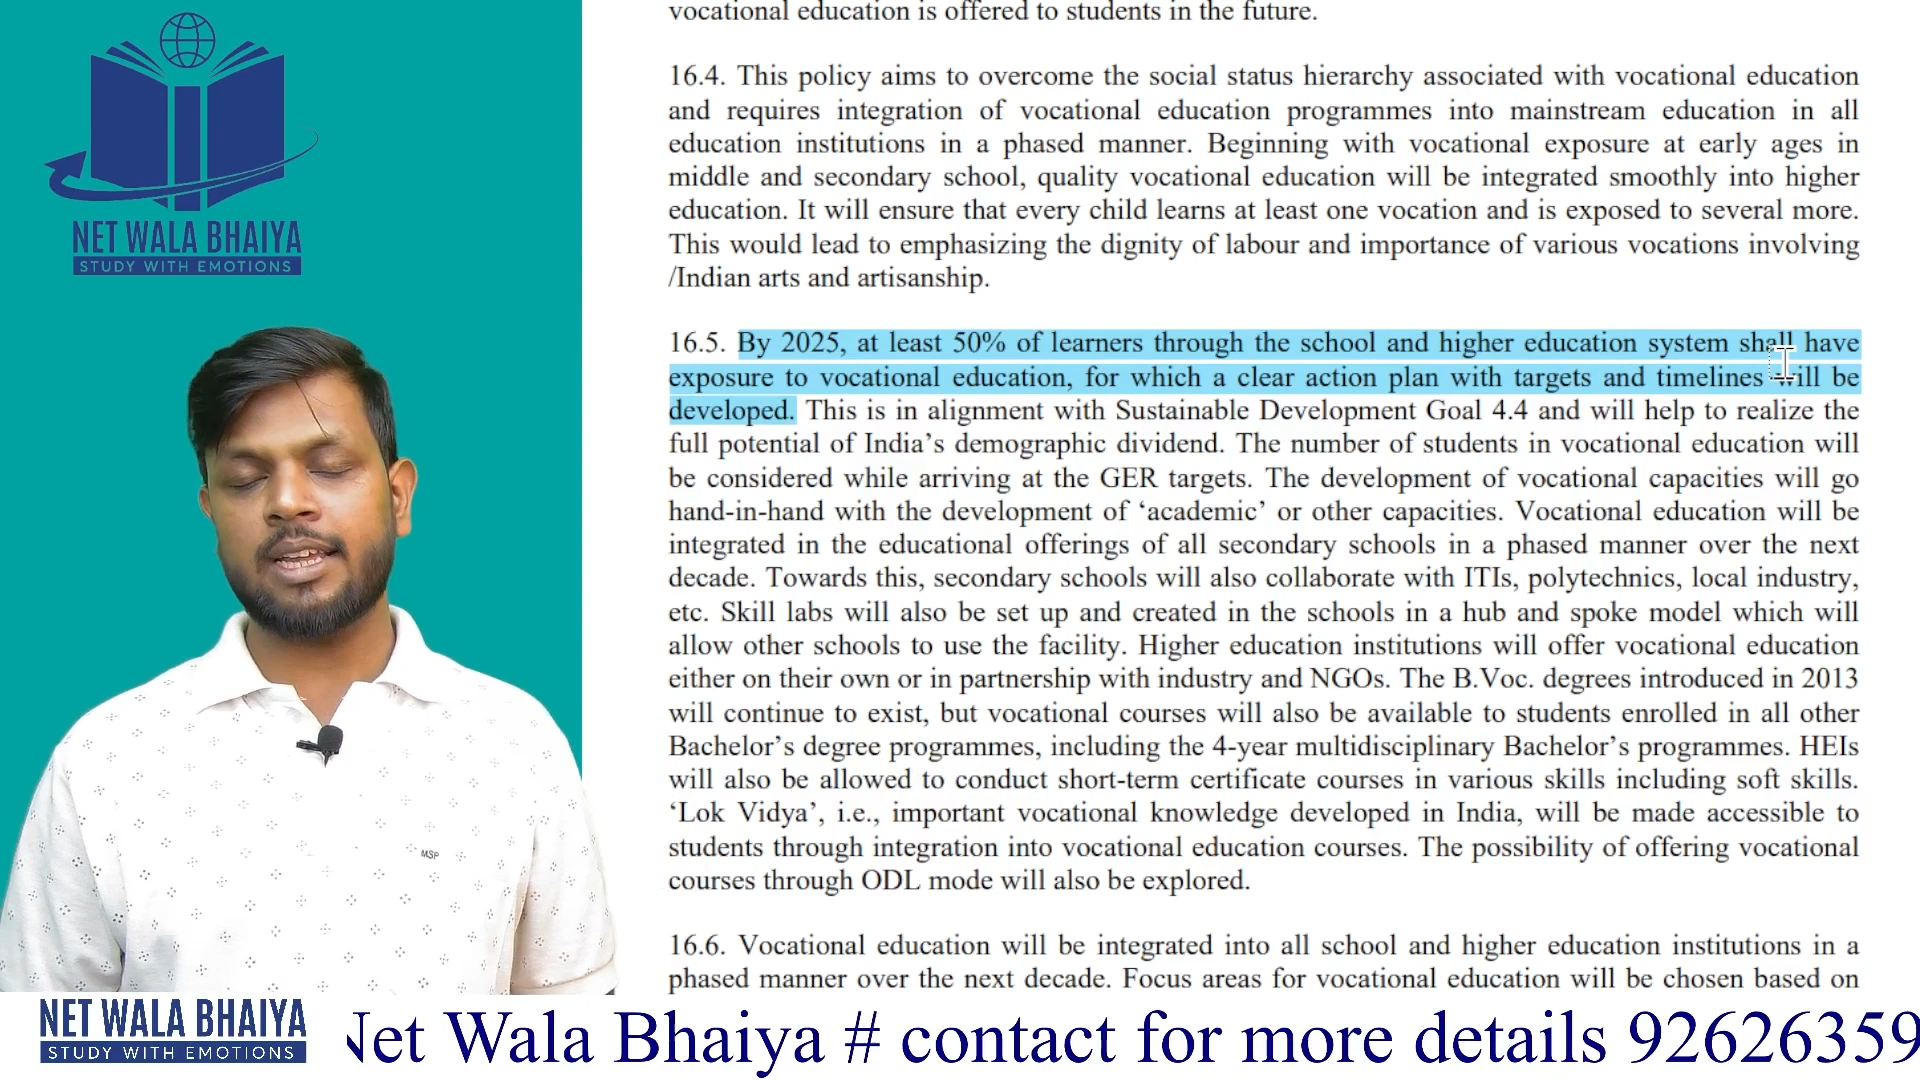 NET WALA BHAIYA
STUDY WITH EMOTIONS
vocational education is offered to students in the future.
16.4. This policy aims to overcome the social status hierarchy associated with vocational education
and requires integration of vocational education programmes into mainstream education in all
education institutions in a phased manner. Beginning with vocational exposure at early ages in
middle and secondary school, quality vocational education will be integrated smoothly into higher
education. It will ensure that every child learns at least one vocation and is exposed to several more.
This would lead to emphasizing the dignity of labour and importance of various vocations involving
/Indian arts and artisanship.
16.5. By 2025, at least 50% of learners through the school and higher education system shall have
exposure to vocational education, for which a clear action plan with targets and timelines will be
developed. This is in alignment with Sustainable Development Goal 4.4 and will help to realize the
full potential of India’s demographic dividend. The number of students in vocational education will
be considered while arriving at the GER targets. The development of vocational capacities will go
hand-in-hand with the development of ‘academic’ or other capacities. Vocational education will be
integrated in the educational offerings of all secondary schools in a phased manner over the next
decade. Towards this, secondary schools will also collaborate with ITIs, polytechnics, local industry,
etc. Skill labs will also be set up and created in the schools in a hub and spoke model which will
allow other schools to use the facility. Higher education institutions will offer vocational education
either on their own or in partnership with industry and NGOs. The B.Voc. degrees introduced in 2013
will continue to exist, but vocational courses will also be available to students enrolled in all other
Bachelor’s degree programmes, including the 4-year multidisciplinary Bachelor’s programmes. HEIs
will also be allowed to conduct short-term certificate courses in various skills including soft skills.
‘Lok Vidya’, i.e., important vocational knowledge developed in India, will be made accessible to
students through integration into vocational education courses. The possibility of offering vocational
courses through ODL mode will also be explored.
16.6. Vocational education will be integrated into all school and higher education institutions in a
phased manner over the next decade. Focus areas for vocational education will be chosen based on
MSP
NET WALA BHAIYA
STUDY WITH EMOTIONS
Net Wala Bhaiya # contact for more details 92626359